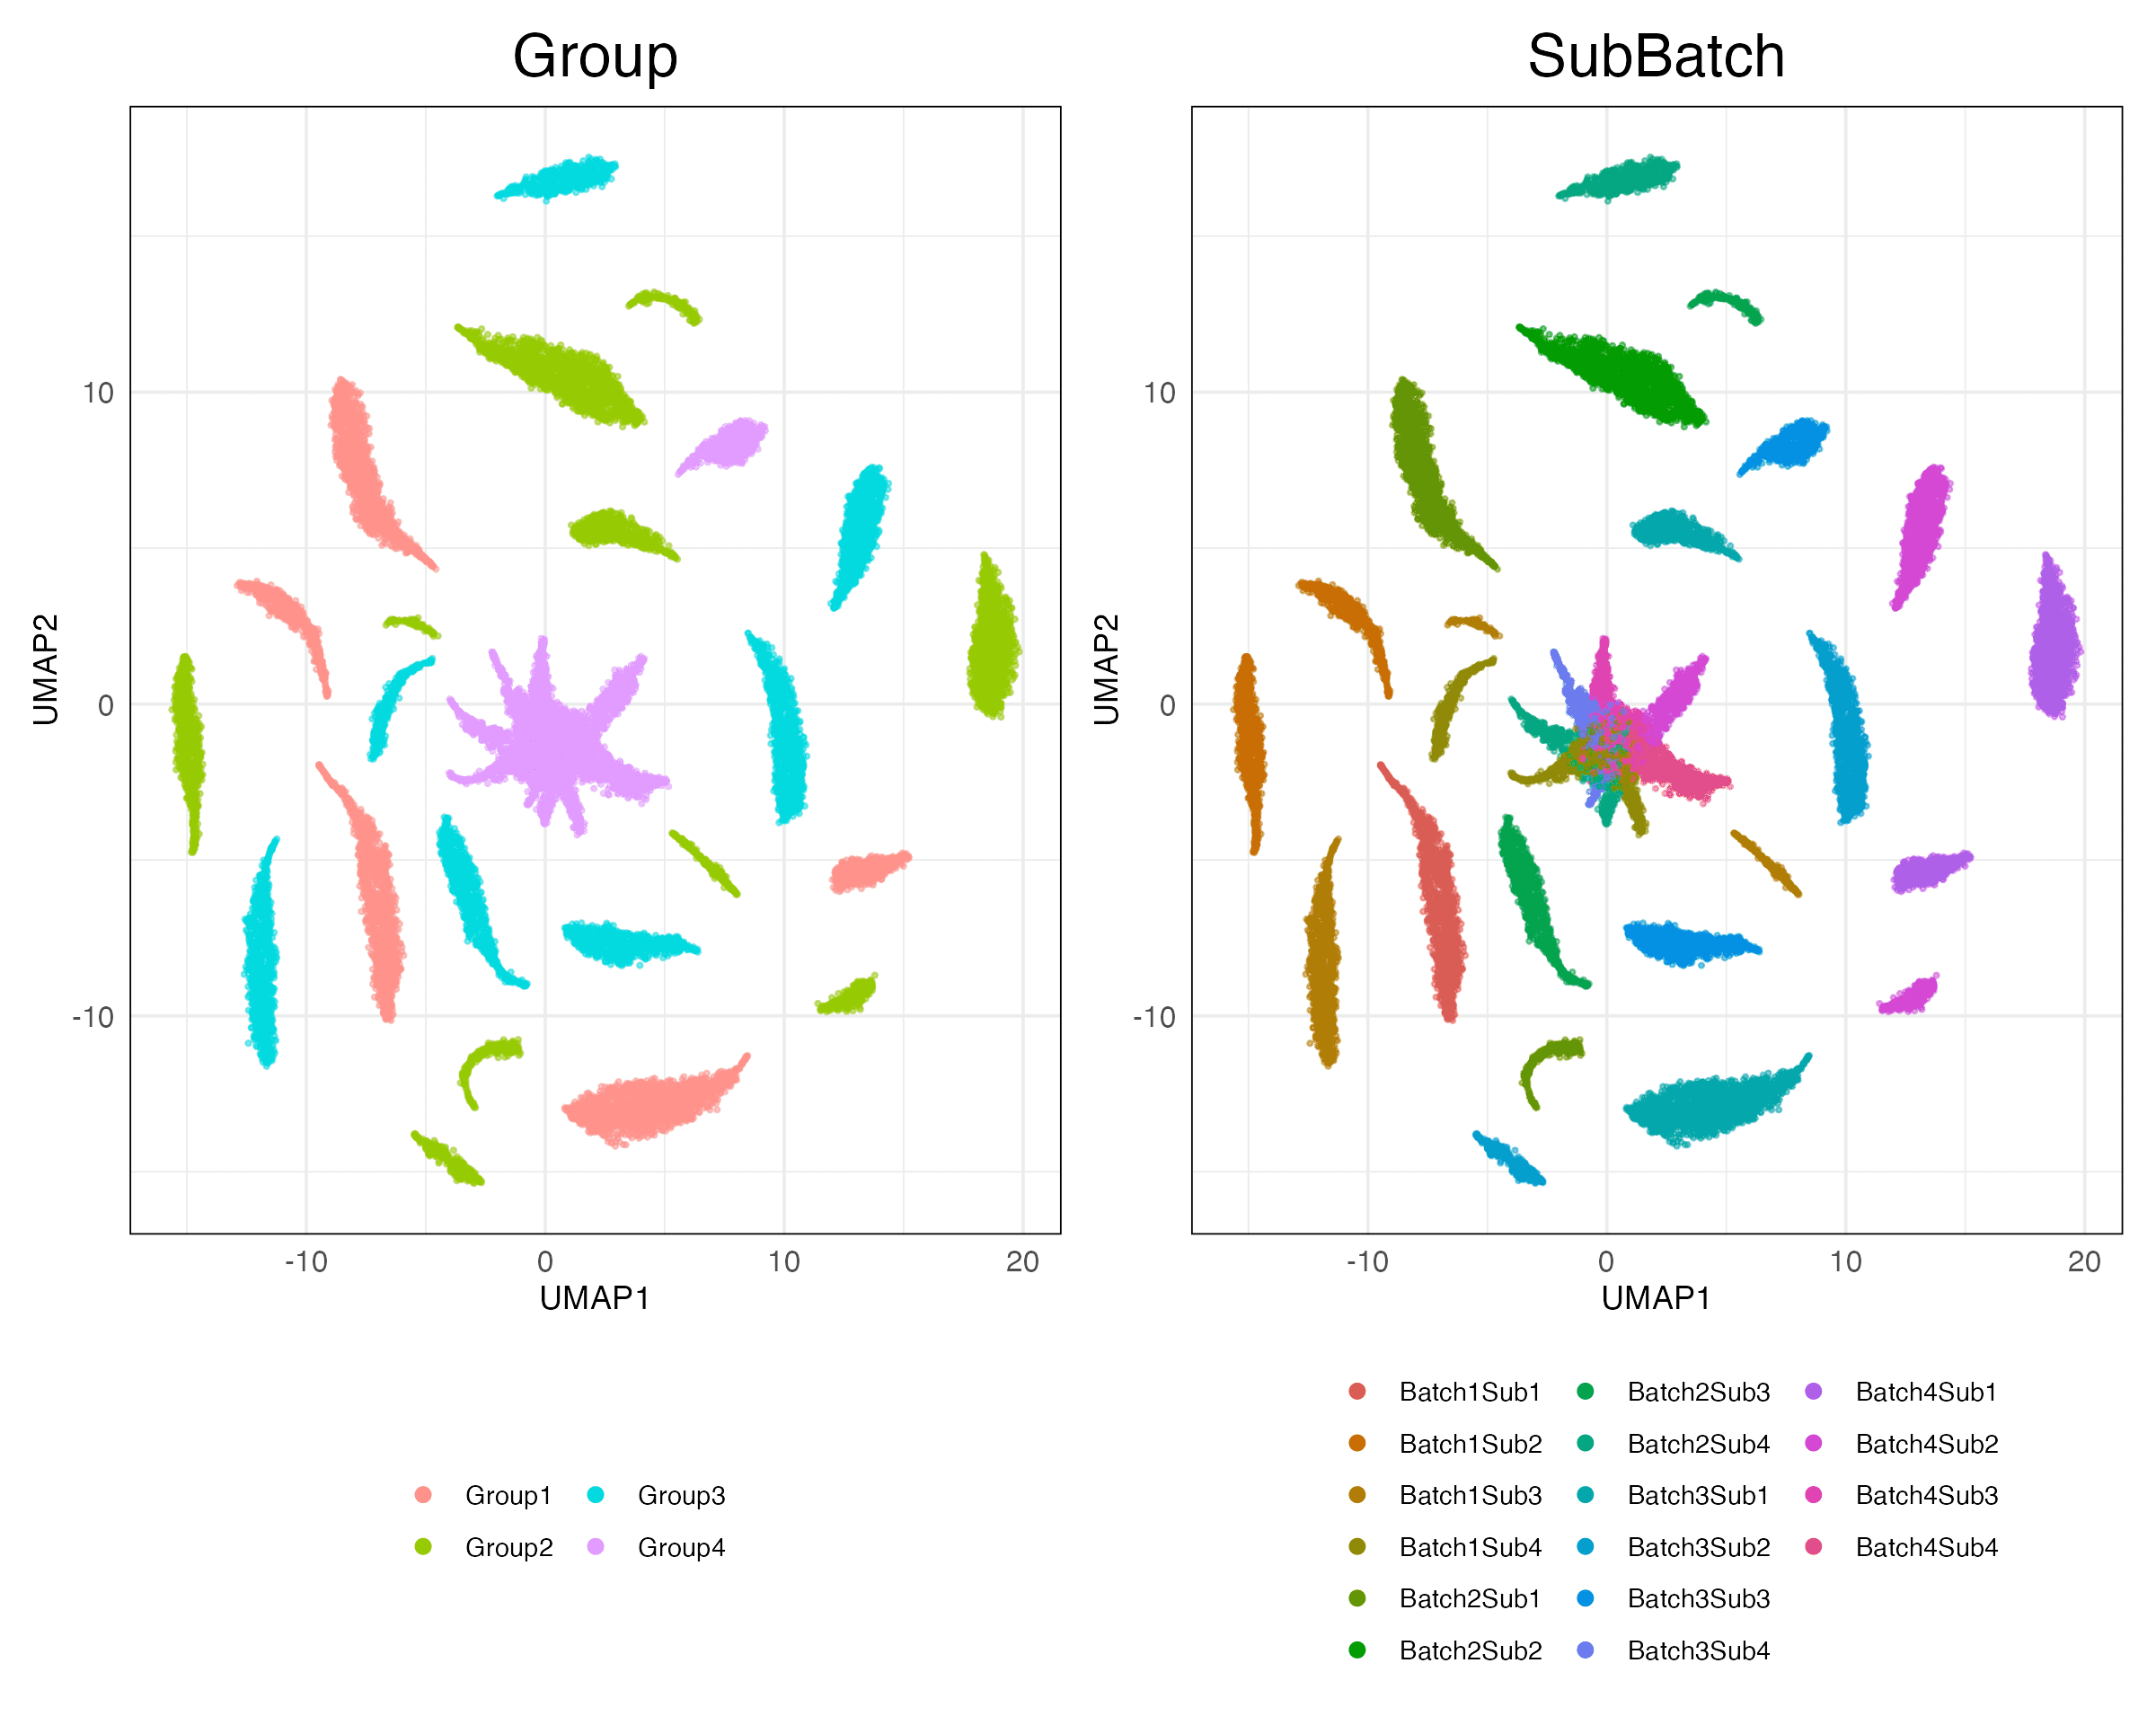 Group
SubBatch
10
0
-10
UMAP2
-10 0 10 20
UMAP1
10
0
-10
UMAP2
-10 0 10 20
UMAP1
Group1 Group3
Group2 Group4
Batch1Sub1 Batch2Sub3 Batch4Sub1
Batch1Sub2 Batch2Sub4 Batch4Sub2
Batch1Sub3 Batch3Sub1 Batch4Sub3
Batch1Sub4 Batch3Sub2 Batch4Sub4
Batch2Sub1 Batch3Sub3
Batch2Sub2 Batch3Sub4